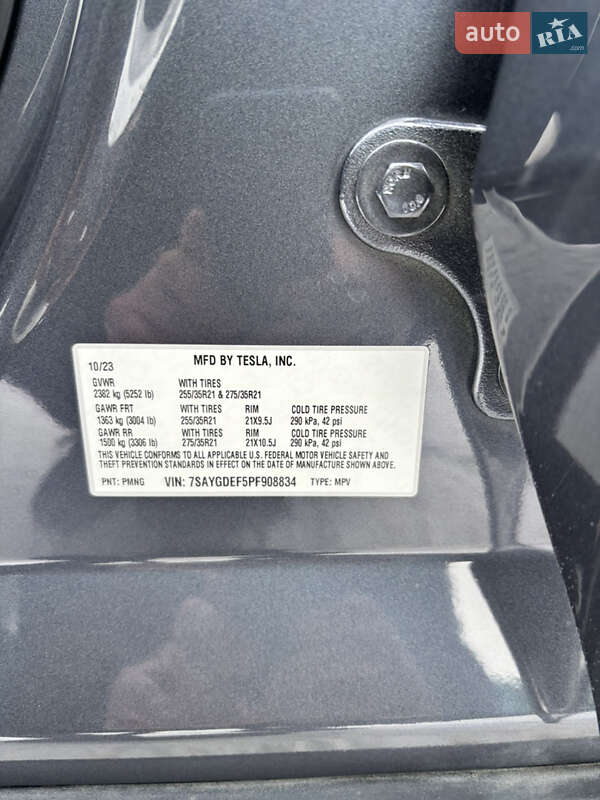 auto RIA .com
10/23 MFD BY TESLA, INC.
GVWR WITH TIRES
2382 kg (5252 lb) 255/35R21 & 275/35R21
GAWR FRT WITH TIRES RIM COLD TIRE PRESSURE
1363 kg (3004 lb) 255/35R21 21X9.5J 290 kPa, 42 psi
GAWR RR WITH TIRES RIM COLD TIRE PRESSURE
1500 kg (3306 lb) 275/35R21 21X10.5J 290 kPa, 42 psi
THIS VEHICLE CONFORMS TO ALL APPLICABLE U.S. FEDERAL MOTOR VEHICLE SAFETY AND
THEFT PREVENTION STANDARDS IN EFFECT ON THE DATE OF MANUFACTURE SHOWN ABOVE.
PNT: PMNG VIN: 7SAYGDEF5PF908834 TYPE: MPV